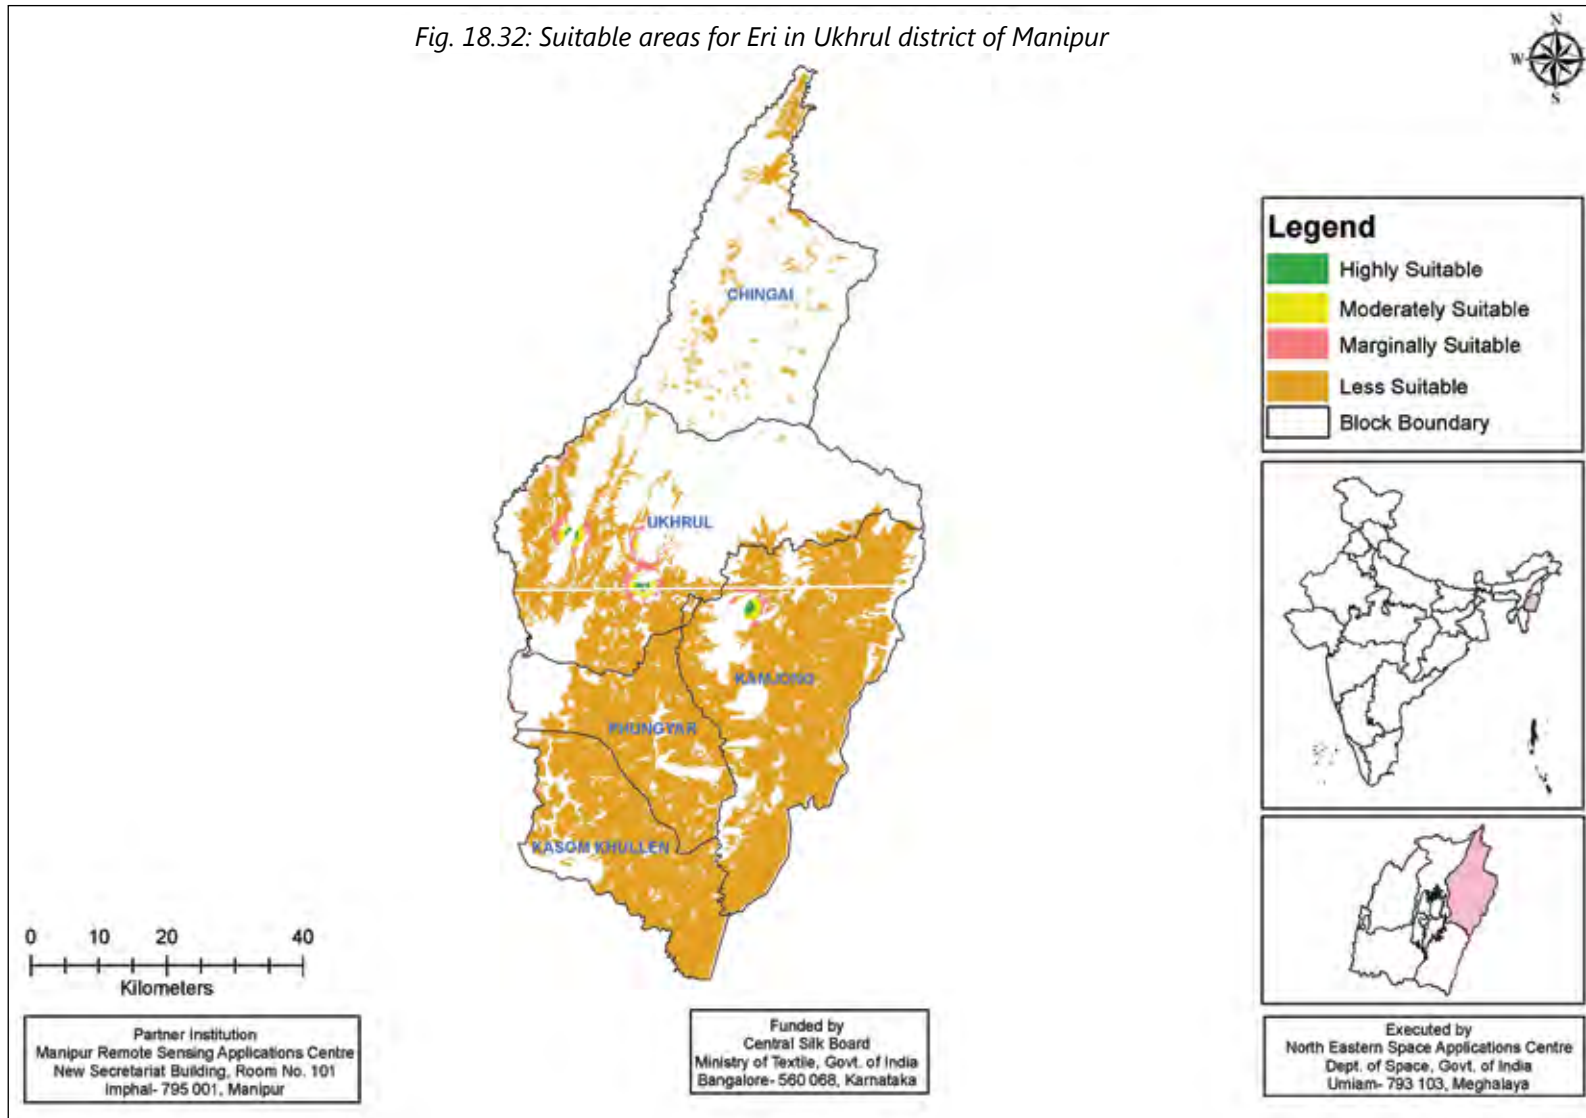 Fig. 18.32: Suitable areas for Eri in Ukhrul district of Manipur
N
W
S
Legend
Highly Suitable
Moderately Suitable
Marginally Suitable
Less Suitable
Block Boundary
CHINGAI
UKHRUL
KAMJONG
PHUNGYAR
KASOM KHULLEN
0 10 20 40
Kilometers
Partner Institution
Manipur Remote Sensing Applications Centre
New Secretariat Building, Room No. 101
Imphal- 795 001, Manipur
Funded by
Central Silk Board
Ministry of Textile, Govt. of India
Bangalore- 560 068, Karnataka
Executed by
North Eastern Space Applications Centre
Dept. of Space, Govt. of India
Umiam- 793 103, Meghalaya